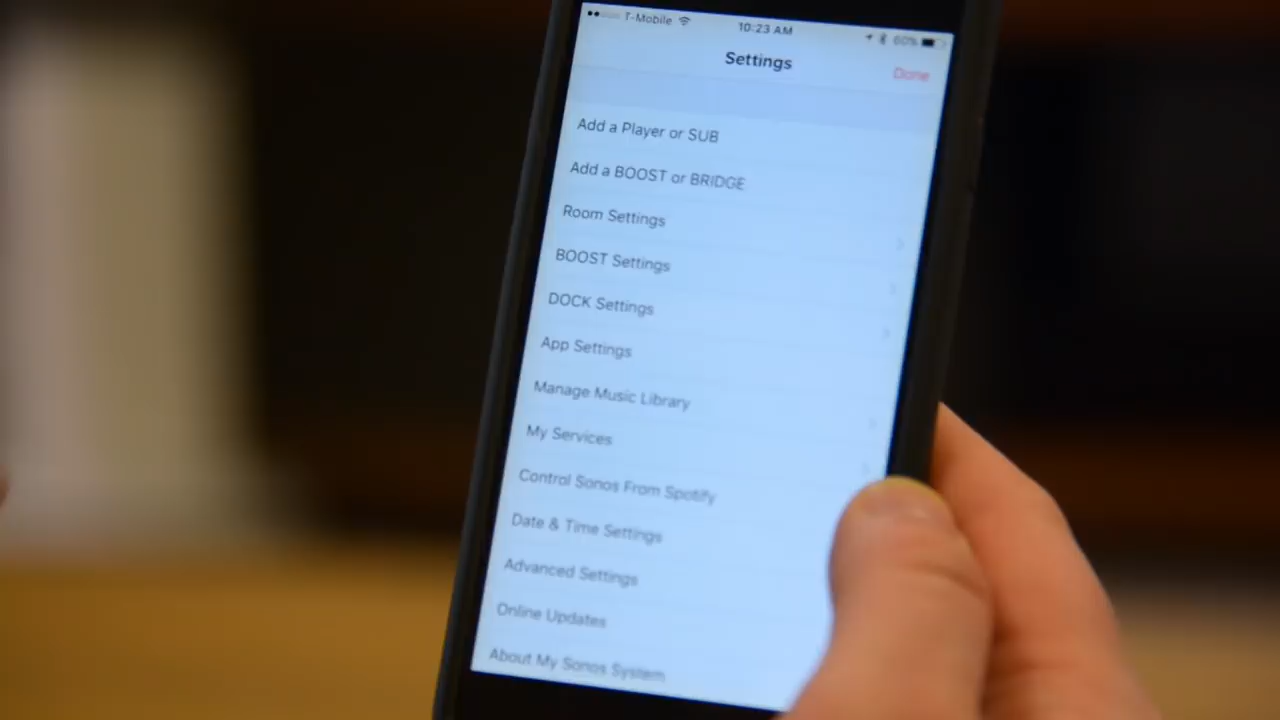 T-Mobile 10:23 AM 60%
Settings
Done
Add a Player or SUB
Add a BOOST or BRIDGE
Room Settings
BOOST Settings
DOCK Settings
App Settings
Manage Music Library
My Services
Control Sonos From Spotify
Date & Time Settings
Advanced Settings
Online Updates
About My Sonos System